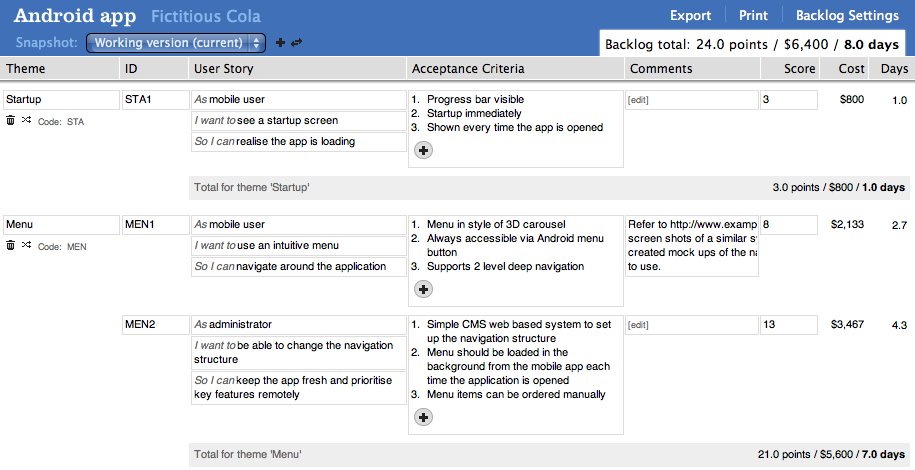 Android app Fictitious Cola Export Print Backlog Settings
Snapshot: Working version (current)
Backlog total: 24.0 points / $6,400 / 8.0 days
Theme ID User Story Acceptance Criteria Comments Score Cost Days
Startup STA1 As mobile user 1. Progress bar visible [edit] 3 $800 1.0
2. Startup immediately
Code: STA I want to see a startup screen
3. Shown every time the app is opened
So I can realise the app is loading
Total for theme 'Startup' 3.0 points / $800 / 1.0 days
Menu MEN1 As mobile user 1. Menu in style of 3D carousel Refer to http://www.examp 8 $2,133 2.7
2. Always accessible via Android menu screen shots of a similar s
Code: MEN I want to use an intuitive menu
button created mock ups of the na
So I can navigate around the application 3. Supports 2 level deep navigation to use.
MEN2 As administrator 1. Simple CMS web based system to set [edit] 13 $3,467 4.3
up the navigation structure
I want to be able to change the navigation
structure 2. Menu should be loaded in the
background from the mobile app each
So I can keep the app fresh and prioritise time the application is opened
key features remotely 3. Menu items can be ordered manually
Total for theme 'Menu' 21.0 points / $5,600 / 7.0 days